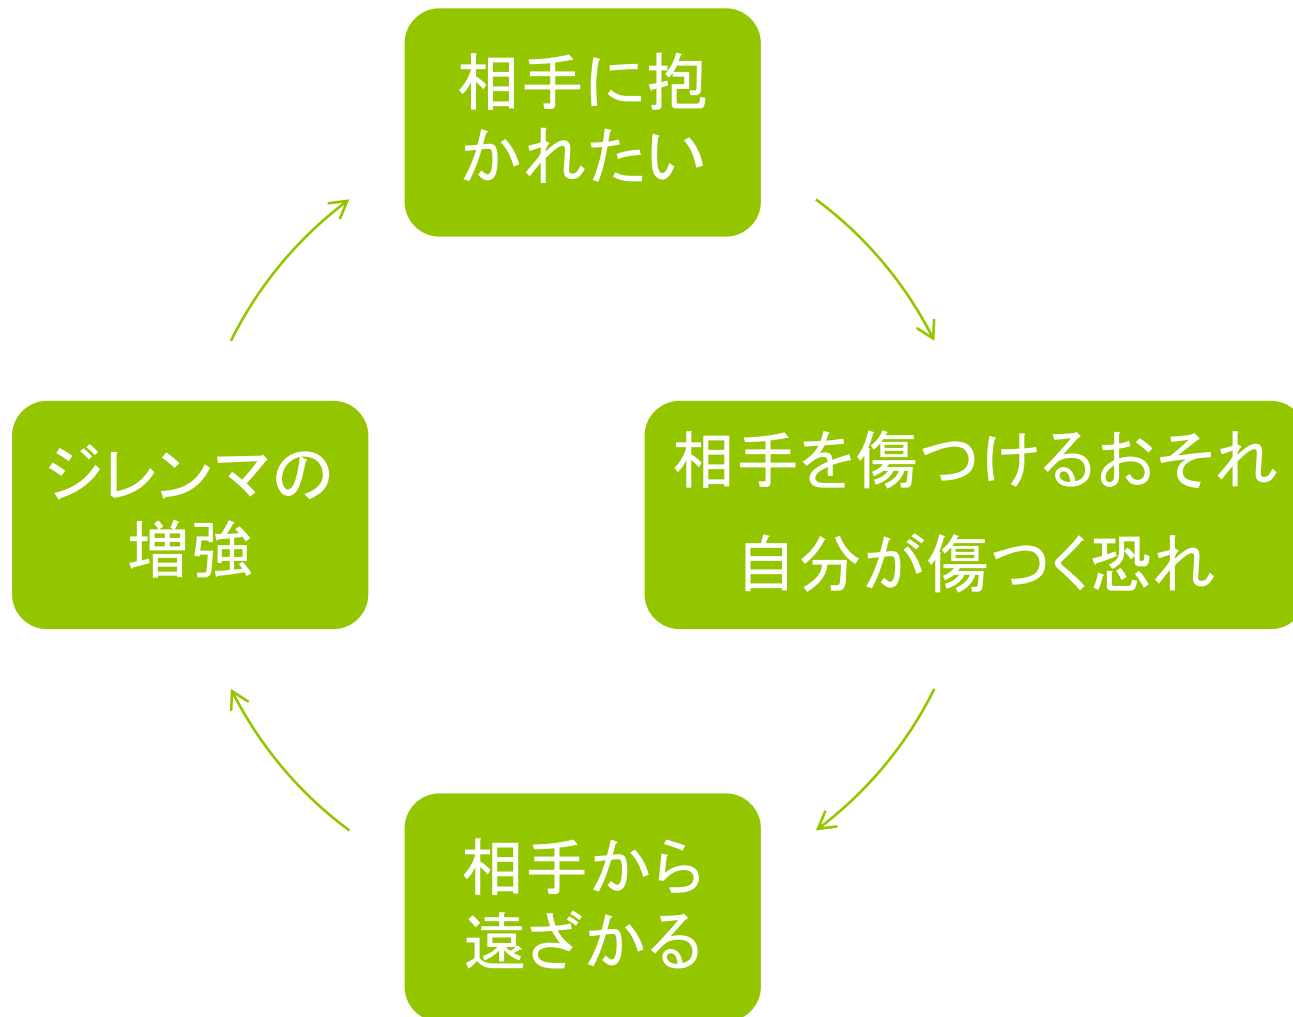 相手に抱
かれたい
相手を傷つけるおそれ
自分が傷つく恐れ
相手から
遠ざかる
ジレンマの
増強